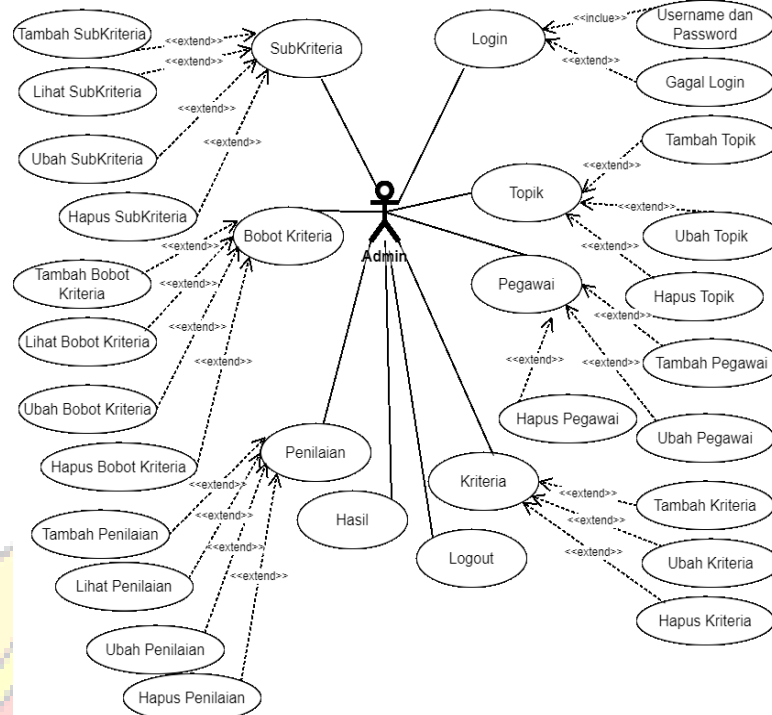 Tambah SubKriteria
<<extend>>
<<extend>>
Lihat SubKriteria
<<extend>>
Ubah SubKriteria
<<extend>>
Hapus SubKriteria
SubKriteria
Login
<<inclue>>
Username dan
Password
<<extend>>
Gagal Login
Tambah Topik
<<extend>>
Topik
<<extend>>
Ubah Topik
<<extend>>
Hapus Topik
Admin
Bobot Kriteria
<<extend>>
Tambah Bobot
Kriteria
<<extend>>
Lihat Bobot Kriteria
<<extend>>
Ubah Bobot Kriteria
<<extend>>
Hapus Bobot Kriteria
Pegawai
<<extend>>
Tambah Pegawai
<<extend>>
Ubah Pegawai
<<extend>>
Hapus Pegawai
Penilaian
<<extend>>
Tambah Penilaian
<<extend>>
Lihat Penilaian
<<extend>>
Ubah Penilaian
<<extend>>
Hapus Penilaian
Hasil
Logout
Kriteria
<<extend>>
Tambah Kriteria
<<extend>>
Ubah Kriteria
<<extend>>
Hapus Kriteria